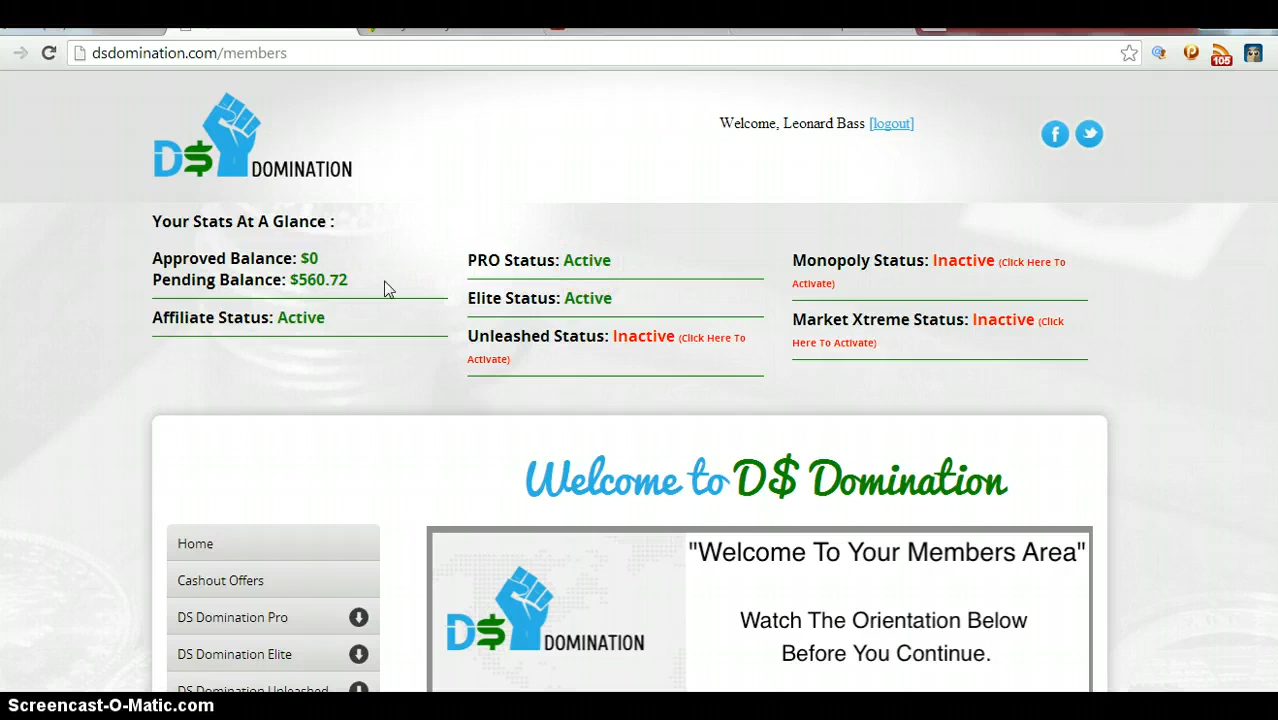 dsdomination.com/members
105
D$ DOMINATION
Welcome, Leonard Bass [logout]
Your Stats At A Glance :
Approved Balance: $0
Pending Balance: $560.72
Affiliate Status: Active
PRO Status: Active
Elite Status: Active
Unleashed Status: Inactive (Click Here To
Activate)
Monopoly Status: Inactive (Click Here To
Activate)
Market Xtreme Status: Inactive (Click
Here To Activate)
Welcome to D$ Domination
Home
Cashout Offers
DS Domination Pro
DS Domination Elite
DS Domination Unleashed
D$ DOMINATION
"Welcome To Your Members Area"
Watch The Orientation Below
Before You Continue.
Screencast-O-Matic.com